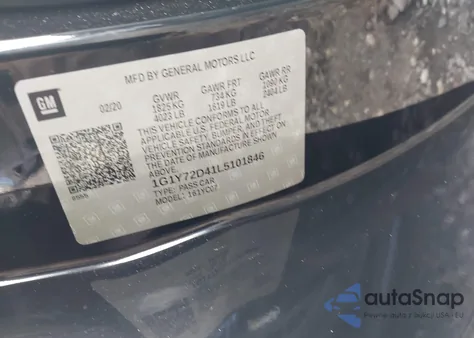 MFD BY GENERAL MOTORS LLC
GM
02/20
GVWR
1825 KG
4023 LB
GAWR FRT
734 KG
1619 LB
GAWR RR
1090 KG
2404 LB
THIS VEHICLE CONFORMS TO ALL
APPLICABLE U.S. FEDERAL MOTOR
VEHICLE SAFETY, BUMPER, AND THEFT
PREVENTION STANDARDS IN EFFECT ON THE
DATE OF MANUFACTURE SHOWN ABOVE.
1G1Y72D41L5101846
TYPE: PASS CAR
MODEL: 1YC07
autoSnap